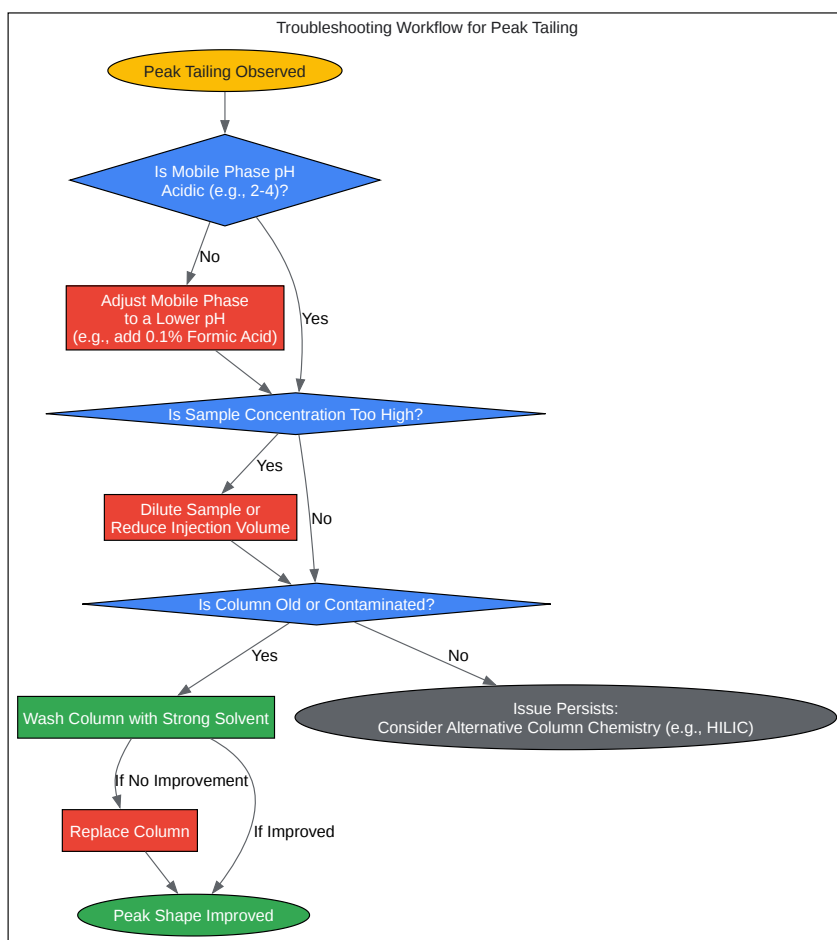 Troubleshooting Workflow for Peak Tailing
Peak Tailing Observed
Is Mobile Phase pH
Acidic (e.g., 2-4)?
No
Adjust Mobile Phase
to a Lower pH
(e.g., add 0.1% Formic Acid)
Yes
Is Sample Concentration Too High?
Yes
Dilute Sample or
Reduce Injection Volume
No
Is Column Old or Contaminated?
Yes
No
Wash Column with Strong Solvent
Issue Persists:
Consider Alternative Column Chemistry (e.g., HILIC)
If No Improvement
Replace Column
If Improved
Peak Shape Improved